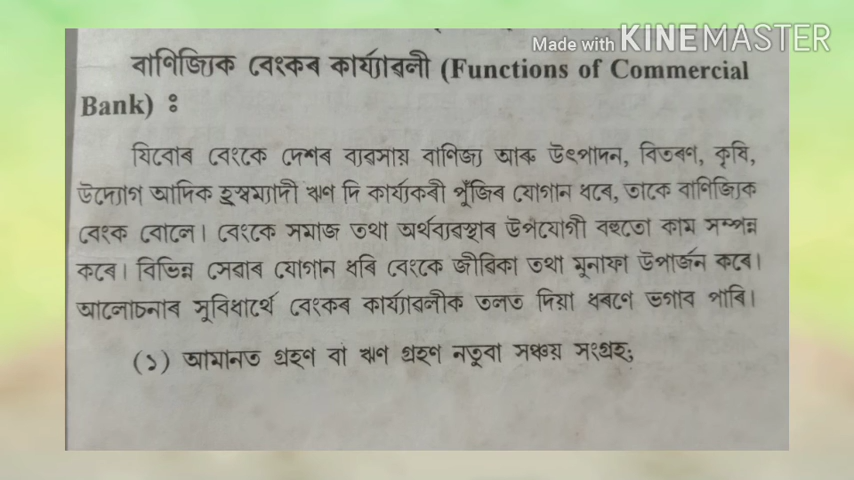 Made with KINEMASTER
বাণিজ্যিক বেংকৰ কাৰ্য্যাৱলী (Functions of Commercial
Bank) ঃ
যিবোৰ বেংকে দেশৰ ব্যৱসায় বাণিজ্য আৰু উৎপাদন, বিতৰণ, কৃষি,
উদ্যোগ আদিক হ্ৰস্বম্যাদী ঋণ দি কাৰ্য্যকৰী পুঁজিৰ যোগান ধৰে, তাকে বাণিজ্যিক
বেংক বোলে। বেংকে সমাজ তথা অৰ্থব্যৱস্থাৰ উপযোগী বহুতো কাম সম্পন্ন
কৰে। বিভিন্ন সেৱাৰ যোগান ধৰি বেংকে জীৱিকা তথা মুনাফা উপাৰ্জন কৰে।
আলোচনাৰ সুবিধাৰ্থে বেংকৰ কাৰ্য্যাৱলীক তলত দিয়া ধৰণে ভগাব পাৰি।
(১) আমানত গ্ৰহণ বা ঋণ গ্ৰহণ নতুবা সঞ্চয় সংগ্ৰহ;